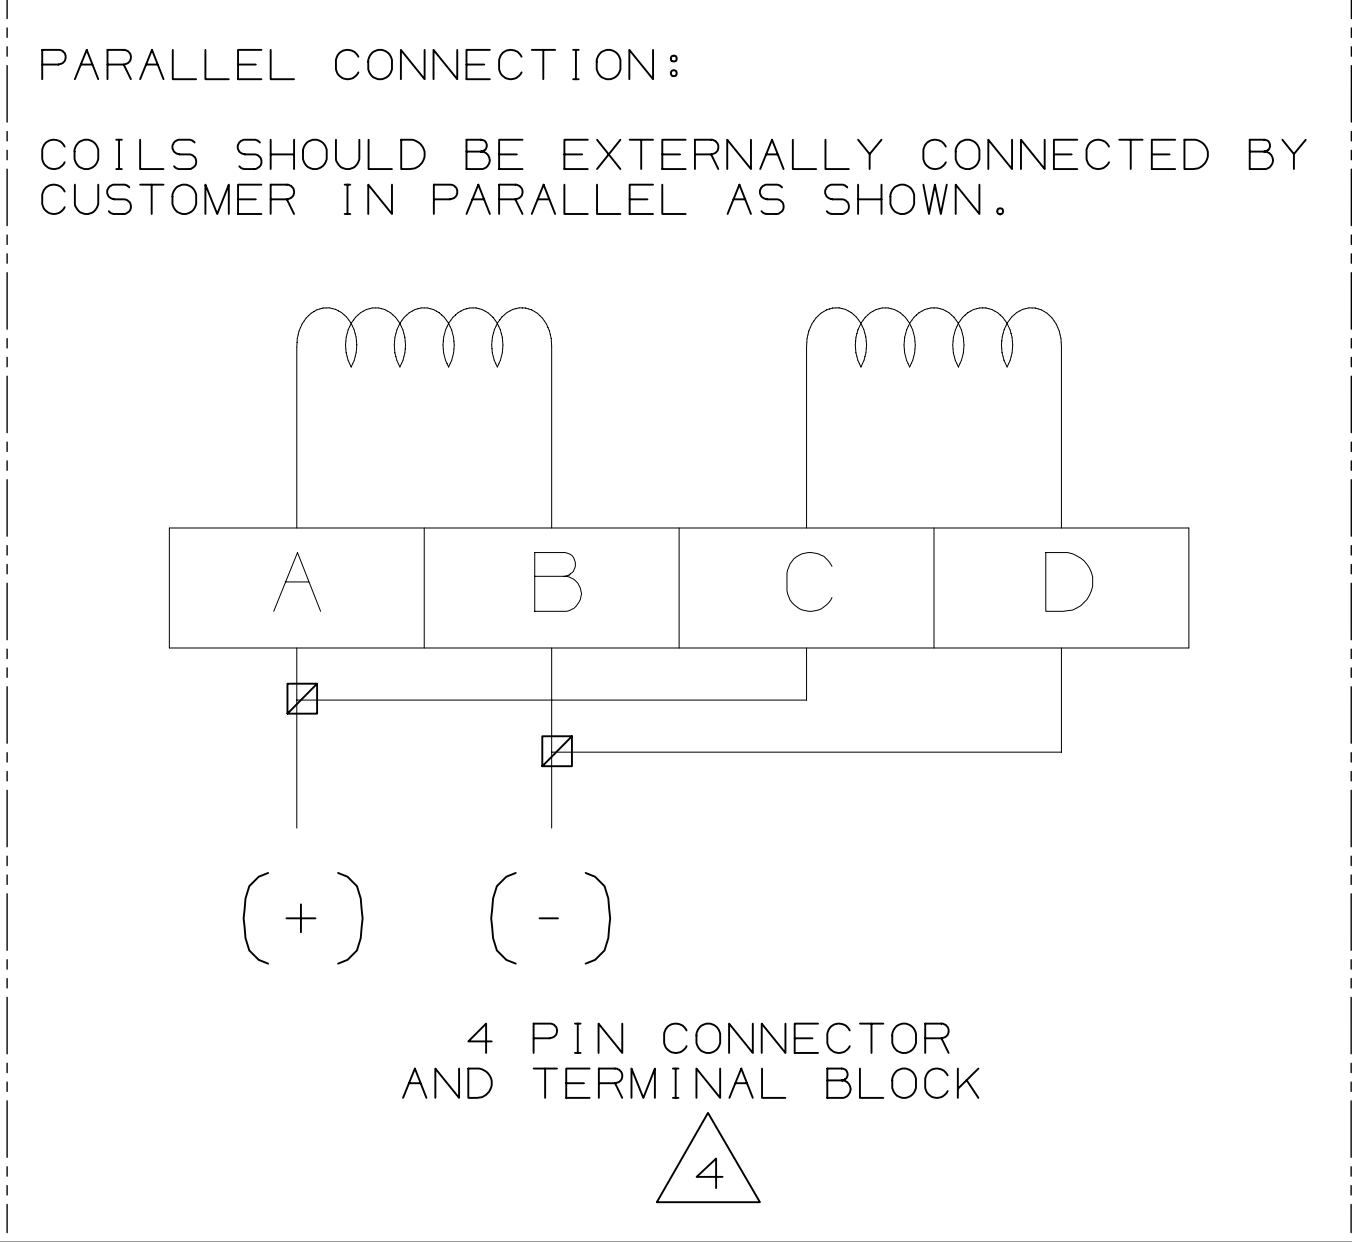 PARALLEL CONNECTION:
COILS SHOULD BE EXTERNALLY CONNECTED BY
CUSTOMER IN PARALLEL AS SHOWN.
A B C D
(+) (-)
4 PIN CONNECTOR
AND TERMINAL BLOCK
4